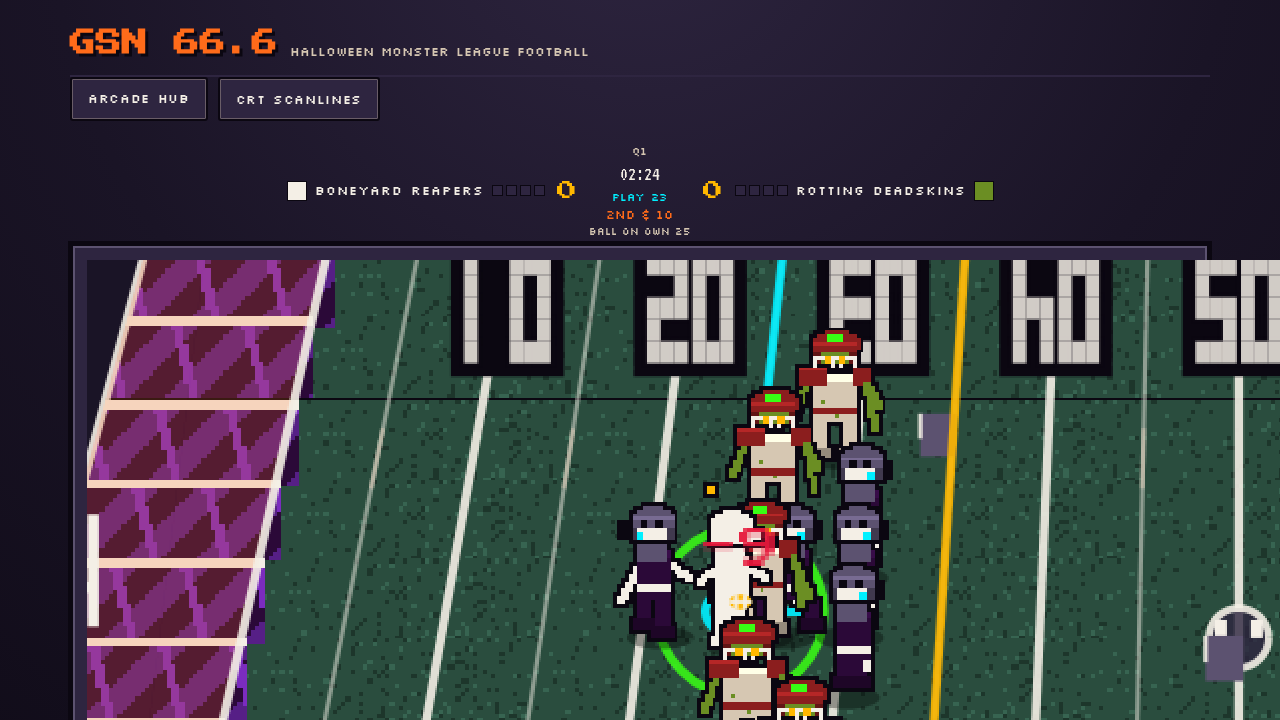 GSN 66.6
HALLOWEEN MONSTER LEAGUE FOOTBALL
ARCADE HUB
CRT SCANLINES
Q1
02:24
BONEYARD REAPERS 0
0 ROTTING DEADSKINS
PLAY 23
2ND & 10
BALL ON OWN 25
10 20 30 40 50